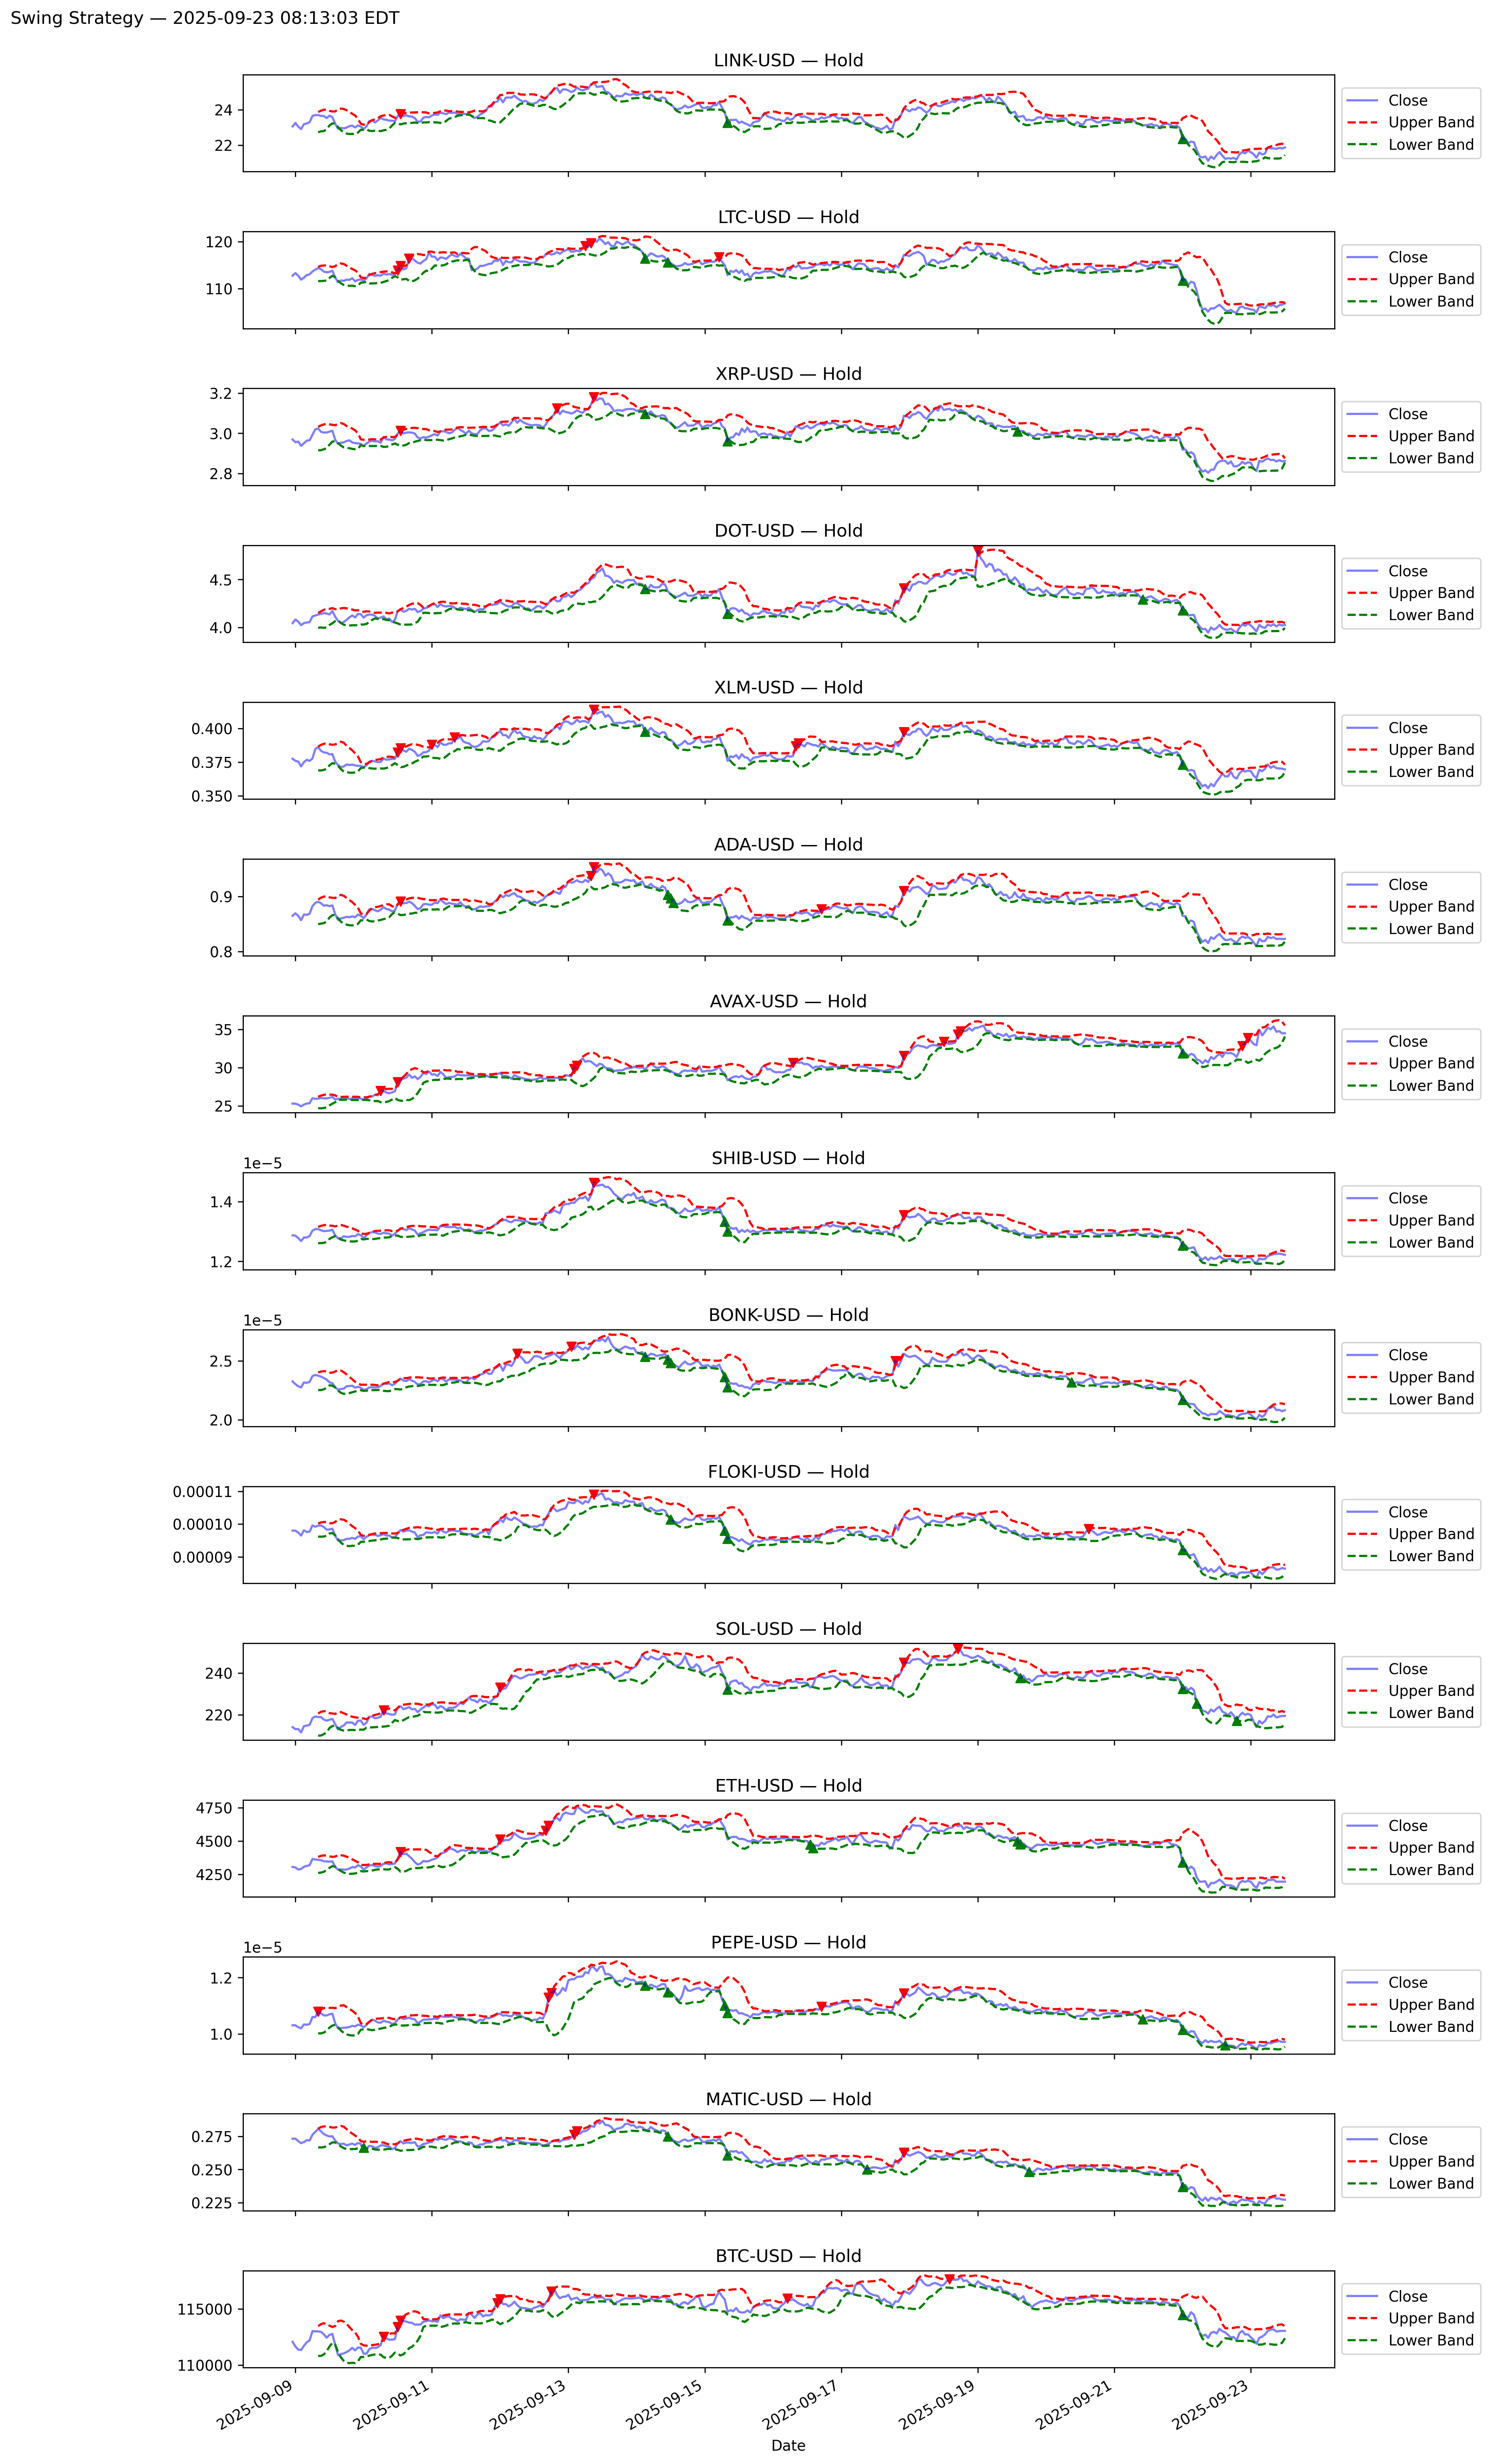 Swing Strategy — 2025-09-23 08:13:03 EDT
LINK-USD — Hold
24
22
Close
Upper Band
Lower Band
LTC-USD — Hold
120
110
Close
Upper Band
Lower Band
XRP-USD — Hold
3.2
3.0
2.8
Close
Upper Band
Lower Band
DOT-USD — Hold
4.5
4.0
Close
Upper Band
Lower Band
XLM-USD — Hold
0.400
0.375
0.350
Close
Upper Band
Lower Band
ADA-USD — Hold
0.9
0.8
Close
Upper Band
Lower Band
AVAX-USD — Hold
35
30
25
Close
Upper Band
Lower Band
SHIB-USD — Hold
1e−5
1.4
1.2
Close
Upper Band
Lower Band
BONK-USD — Hold
1e−5
2.5
2.0
Close
Upper Band
Lower Band
FLOKI-USD — Hold
0.00011
0.00010
0.00009
Close
Upper Band
Lower Band
SOL-USD — Hold
240
220
Close
Upper Band
Lower Band
ETH-USD — Hold
4750
4500
4250
Close
Upper Band
Lower Band
PEPE-USD — Hold
1e−5
1.2
1.0
Close
Upper Band
Lower Band
MATIC-USD — Hold
0.275
0.250
0.225
Close
Upper Band
Lower Band
BTC-USD — Hold
115000
110000
Close
Upper Band
Lower Band
2025-09-09
2025-09-11
2025-09-13
2025-09-15
2025-09-17
2025-09-19
2025-09-21
2025-09-23
Date